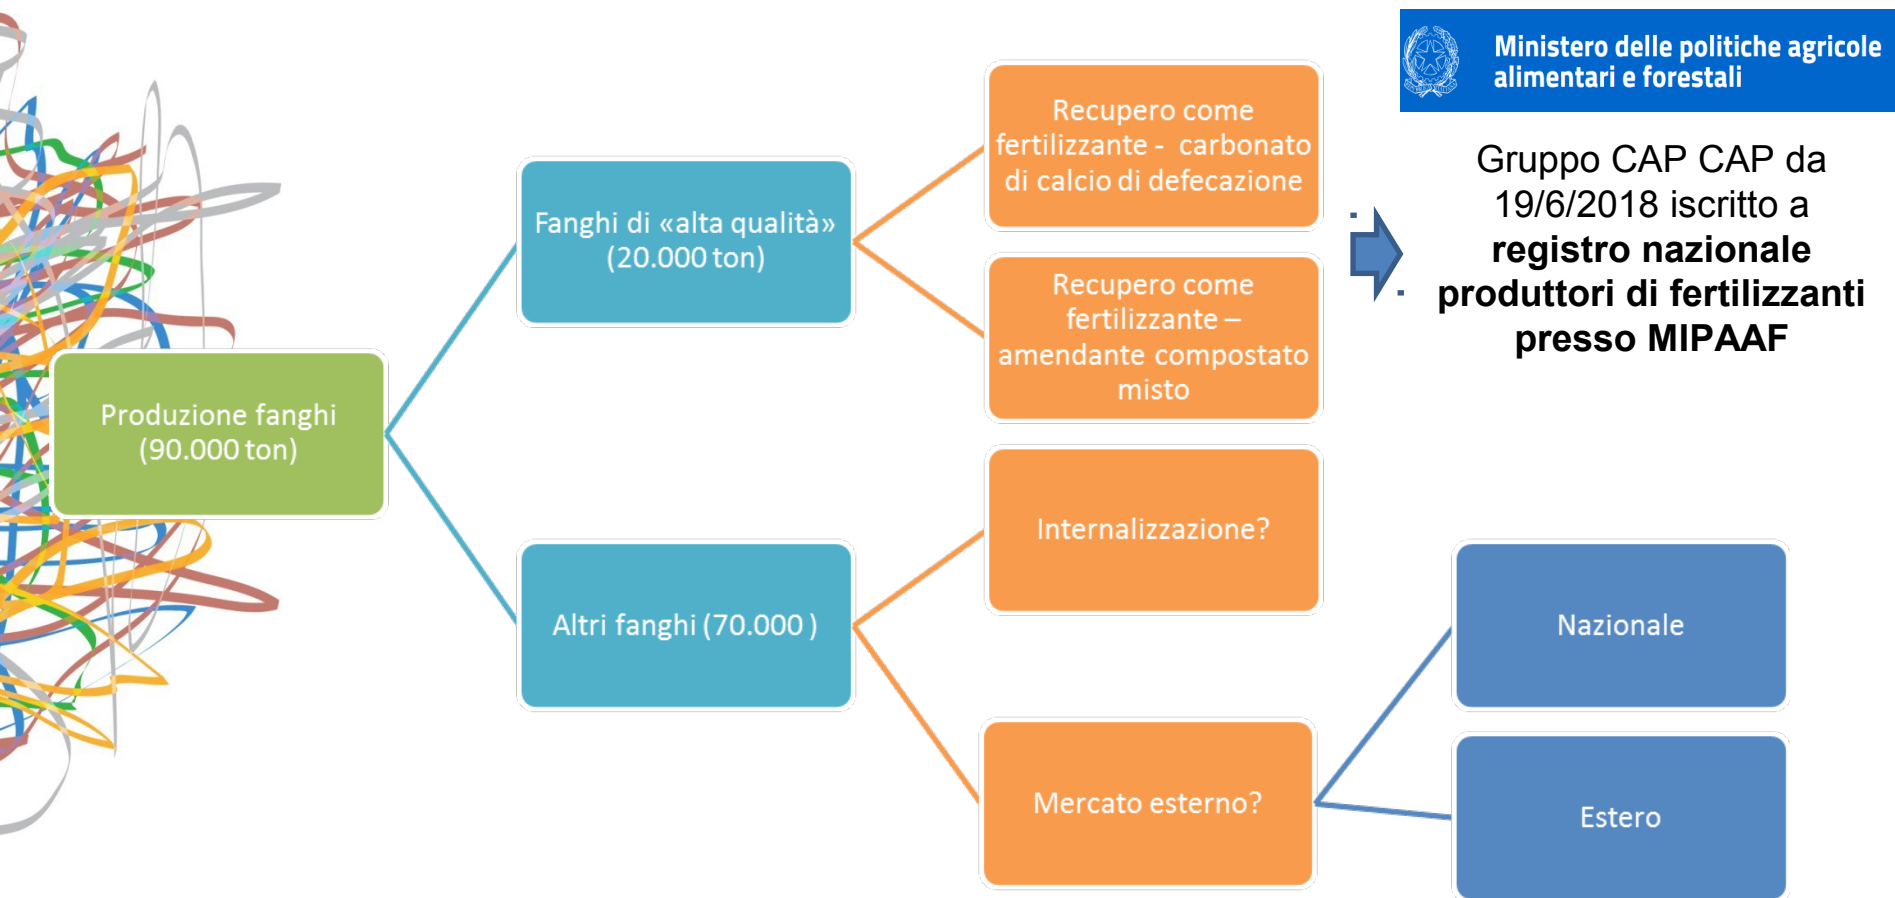 Ministero delle politiche agricole
alimentari e forestali
Gruppo CAP CAP da
19/6/2018 iscritto a
registro nazionale
produttori di fertilizzanti
presso MIPAAF
Produzione fanghi
(90.000 ton)
Fanghi di «alta qualità»
(20.000 ton)
Recupero come
fertilizzante - carbonato
di calcio di defecazione
Recupero come
fertilizzante –
amendante compostato
misto
Altri fanghi (70.000 )
Internalizzazione?
Mercato esterno?
Nazionale
Estero